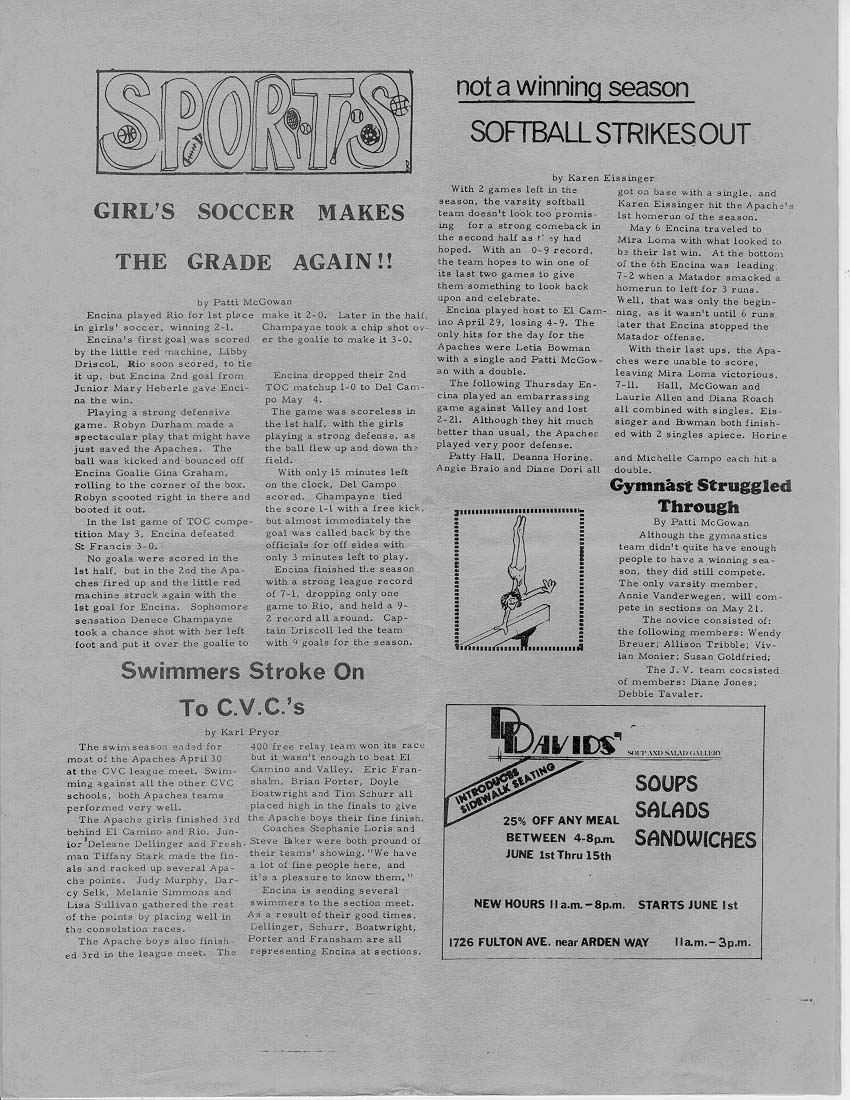 SPORTS
GIRL'S SOCCER MAKES
THE GRADE AGAIN!!
by Patti McGowan
Encina played Rio for 1st place
in girls' soccer, winning 2-1.
Encina's first goal was scored
by the little red machine, Libby
Driscol. Rio soon scored, to tie
it up, but Encina 2nd goal from
Junior Mary Heberle gave Enci-
na the win.
Playing a strong defensive
game. Robyn Durham made a
spectacular play that might have
just saved the Apaches. The
ball was kicked and bounced off
Encina Goalie Gina Graham,
rolling to the corner of the box.
Robyn scooted right in there and
booted it out.
In the 1st game of TOC compe-
tition May 3, Encina defeated
St Francis 3-0.
No goals were scored in the
1st half, but in the 2nd the Apa-
ches fired up and the little red
machine struck again with the
1st goal for Encina. Sophomore
sensation Denece Champayne
took a chance shot with her left
foot and put it over the goalie to
make it 2-0. Later in the half,
Champayne took a chip shot ov-
er the goalie to make it 3-0.
Encina dropped their 2nd
TOC matchup 1-0 to Del Cam-
po May 4.
The game was scoreless in
the 1st half, with the girls
playing a strong defense, as
the ball flew up and down the
field.
With only 15 minutes left
on the clock, Del Campo
scored. Champayne tied
the score 1-1 with a free kick,
but almost immediately the
goal was called back by the
officials for off sides with
only 3 minutes left to play.
Encina finished the season
with a strong league record
of 7-1, dropping only one
game to Rio, and held a 9-
2 record all around. Cap-
tain Driscoll led the team
with 9 goals for the season.
Swimmers Stroke On
To C.V.C.'s
by Karl Pryor
The swim season ended for
most of the Apaches April 30
at the CVC league meet. Swim-
ming against all the other CVC
schools, both Apaches teams
performed very well.
The Apache girls finished 3rd
behind El Camino and Rio. Jun-
ior Deleane Dellinger and Fresh-
man Tiffany Stark made the fin-
als and racked up several Apa-
che points. Judy Murphy, Dar-
cy Selk, Melanie Simmons and
Lisa Sullivan gathered the rest
of the points by placing well in
the consolation races.
The Apache boys also finish-
ed 3rd in the league meet. The
400 free relay team won its race
but it wasn't enough to beat El
Camino and Valley. Eric Fran-
shalm, Brian Porter, Doyle
Boatwright and Tim Schurr all
placed high in the finals to give
the Apache boys their fine finish.
Coaches Stephanie Loris and
Steve Baker were both pround of
their teams' showing. "We have
a lot of fine people here, and
it's a pleasure to know them,"
Encina is sending several
swimmers to the section meet.
As a result of their good times,
Dellinger, Schurr, Boatwright,
Porter and Fransham are all
representing Encina at sections.
not a winning season
SOFTBALL STRIKES OUT
by Karen Eissinger
With 2 games left in the
season, the varsity softball
team doesn't look too promis-
ing for a strong comeback in
the second half as they had
hoped. With an 0-9 record,
the team hopes to win one of
its last two games to give
them something to look back
upon and celebrate.
Encina played host to El Cam-
ino April 29, losing 4-9. The
only hits for the day for the
Apaches were Letia Bowman
with a single and Patti McGow-
an with a double.
The following Thursday En-
cina played an embarrassing
game against Valley and lost
2-21. Although they hit much
better than usual, the Apaches
played very poor defense.
Patty Hall, Deanna Horine,
Angie Braio and Diane Dori all
got on base with a single, and
Karen Eissinger hit the Apache's
1st homerun of the season.
May 6 Encina traveled to
Mira Loma with what looked to
be their 1st win. At the bottom
of the 6th Encina was leading
7-2 when a Matador smacked a
homerun to left for 3 runs.
Well, that was only the begin-
ning, as it wasn't until 6 runs
later that Encina stopped the
Matador offense.
With their last ups, the Apa-
ches were unable to score,
leaving Mira Loma victorious,
7-11. Hall, McGowan and
Laurie Allen and Diana Roach
all combined with singles. Eis-
singer and Bowman both finish-
ed with 2 singles apiece. Horine
and Michelle Campo each hit a
double.
Gymnast Struggled
Through
By Patti McGowan
Although the gymnastics
team didn't quite have enough
people to have a winning sea-
son, they did still compete.
The only varsity member,
Annie Vanderwegen, will com-
pete in sections on May 21.
The novice consisted of:
the following members: Wendy
Breuer; Allison Tribble; Viv-
ian Monier; Susan Goldfried;
The J.V. team cocsisted
of members: Diane Jones;
Debbie Tavaler.
DAVIDS'
SOUP AND SALAD GALLERY
INTRODUCES
SIDEWALK SEATING
SOUPS
SALADS
SANDWICHES
25% OFF ANY MEAL
BETWEEN 4-8p.m.
JUNE 1st Thru 15th
NEW HOURS 11a.m.-8p.m. STARTS JUNE 1st
1726 FULTON AVE. near ARDEN WAY 11a.m.-3p.m.